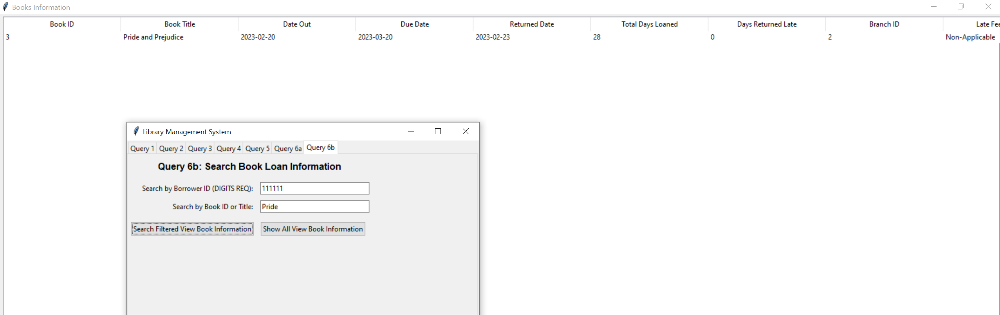 Books Information
Book ID Book Title Date Out Due Date Returned Date Total Days Loaned Days Returned Late Branch ID Late Fee
3 Pride and Prejudice 2023-02-20 2023-03-20 2023-02-23 28 0 2 Non-Applicable
Library Management System
Query 1 Query 2 Query 3 Query 4 Query 5 Query 6a Query 6b
Query 6b: Search Book Loan Information
Search by Borrower ID (DIGITS REQ): 111111
Search by Book ID or Title: Pride
Search Filtered View Book Information Show All View Book Information